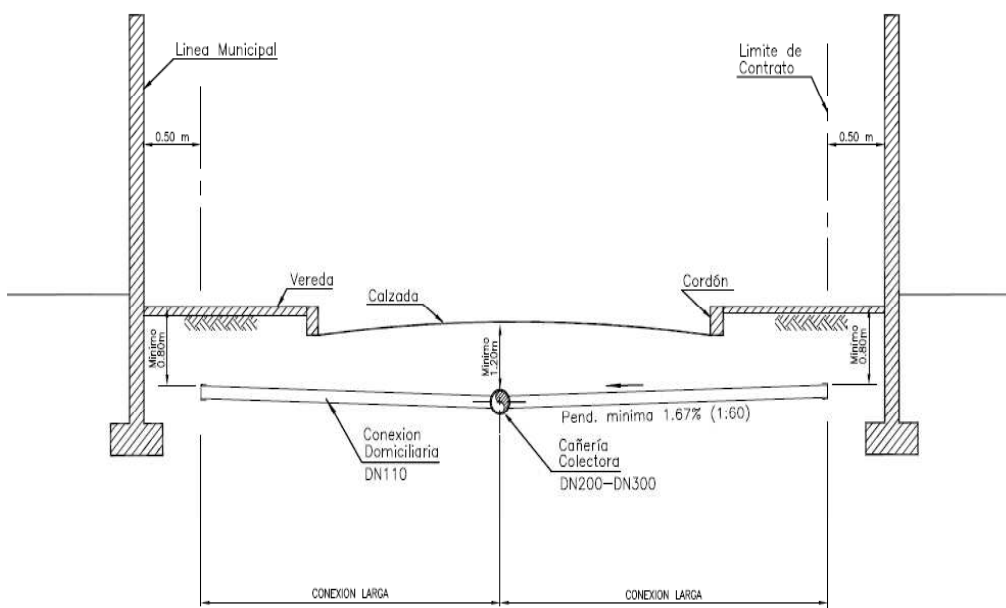 Linea Municipal
Limite de
Contrato
0.50 m
0.50 m
Vereda
Calzada
Cordón
Minimo
0.80m
Minimo
1.20m
Minimo
0.80m
Pend. minima 1.67% (1:60)
Conexion
Domiciliaria
DN110
Cañería
Colectora
DN200-DN300
CONEXION LARGA
CONEXION LARGA